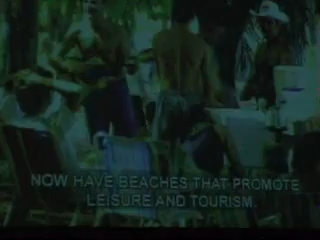 NOW HAVE BEACHES THAT PROMOTE
LEISURE AND TOURISM.